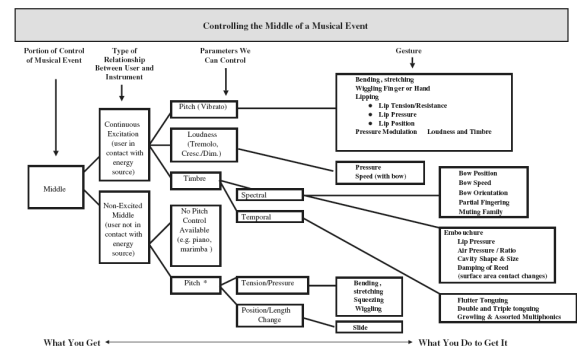 Controlling the Middle of a Musical Event
Portion of Control
of Musical Event
Type of
Relationship
Between User and
Instrument
Parameters We
Can Control
Gesture
Middle
Continuous
Excitation
(user in
contact with
energy
source)
Non-Excited
Middle
(user not in
contact with
energy
source)
Pitch (Vibrato)
Loudness
(Tremolo,
Cresc./Dim.)
Timbre
Spectral
Temporal
No Pitch
Control
Available
(e.g. piano,
marimba )
Pitch *
Tension/Pressure
Position/Length
Change
Bending, stretching
Wiggling Finger or Hand
Lipping
● Lip Tension/Resistance
● Lip Pressure
● Lip Position
Pressure Modulation Loudness and Timbre
Pressure
Speed (with bow)
Bow Position
Bow Speed
Bow Orientation
Partial Fingering
Muting Family
Embouchure
Lip Pressure
Air Pressure / Ratio
Cavity Shape & Size
Damping of Reed
(surface area contact changes)
Flutter Tonguing
Double and Triple tonguing
Growling & Assorted Multiphonics
Bending,
stretching
Squeezing
Wiggling
Slide
What You Get
What You Do to Get It